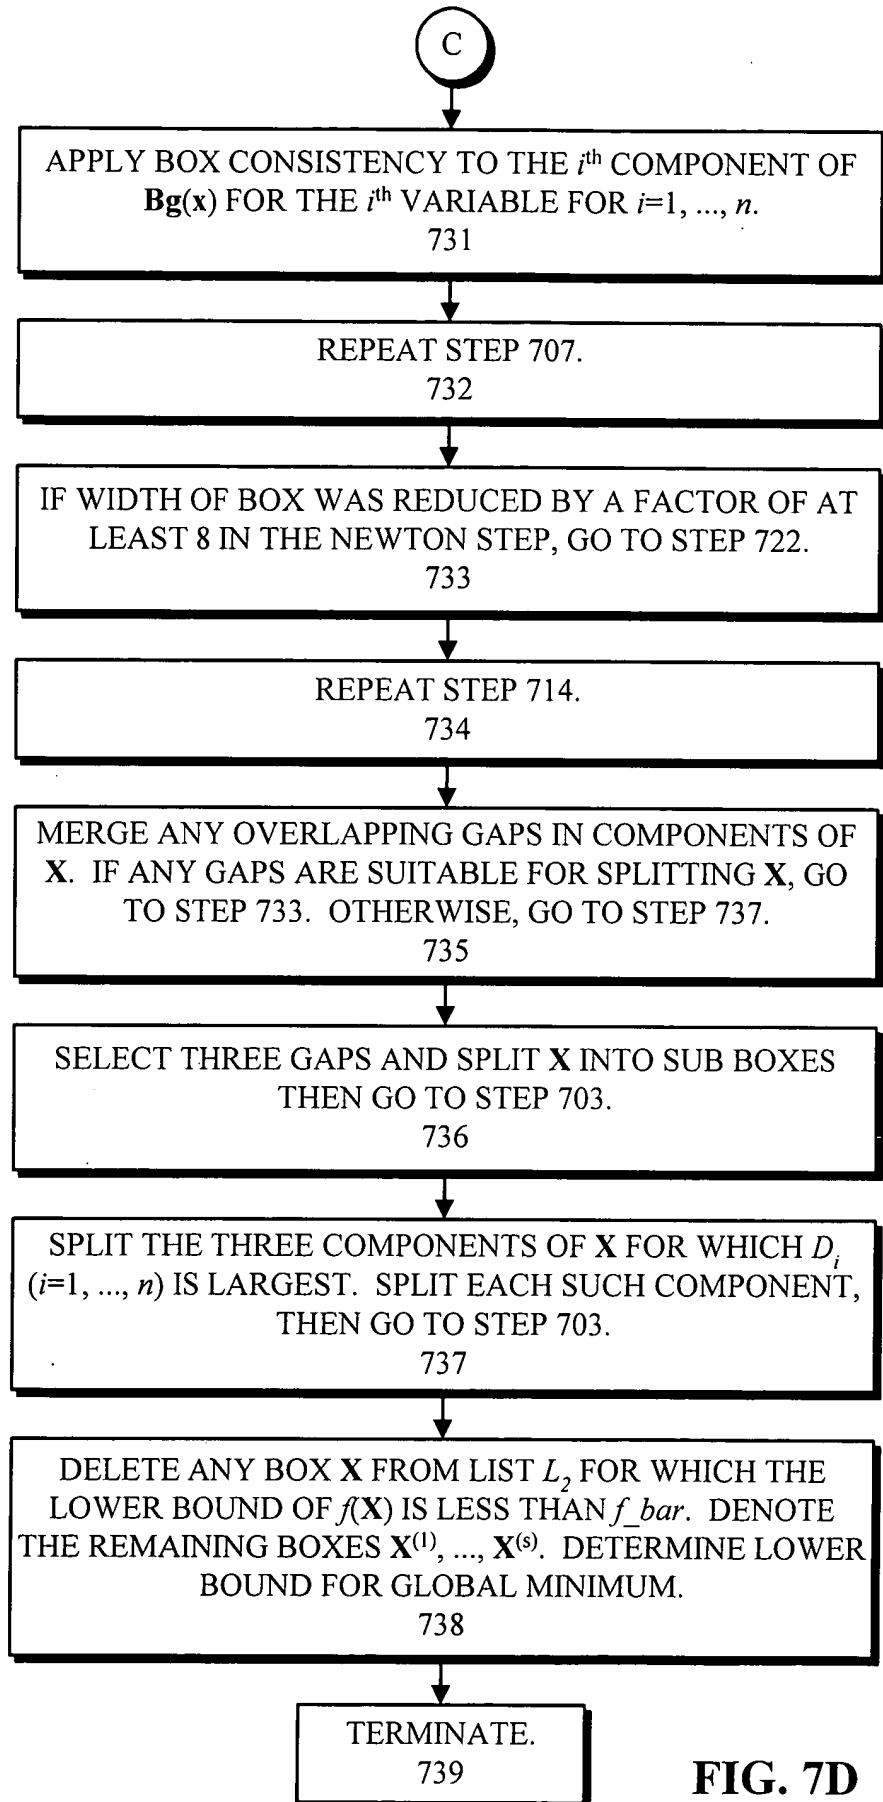 C
APPLY BOX CONSISTENCY TO THE iᵗʰ COMPONENT OF
Bg(x) FOR THE iᵗʰ VARIABLE FOR i=1, ..., n.
731
REPEAT STEP 707.
732
IF WIDTH OF BOX WAS REDUCED BY A FACTOR OF AT
LEAST 8 IN THE NEWTON STEP, GO TO STEP 722.
733
REPEAT STEP 714.
734
MERGE ANY OVERLAPPING GAPS IN COMPONENTS OF
X. IF ANY GAPS ARE SUITABLE FOR SPLITTING X, GO
TO STEP 733. OTHERWISE, GO TO STEP 737.
735
SELECT THREE GAPS AND SPLIT X INTO SUB BOXES
THEN GO TO STEP 703.
736
SPLIT THE THREE COMPONENTS OF X FOR WHICH Dᵢ
(i=1, ..., n) IS LARGEST. SPLIT EACH SUCH COMPONENT,
THEN GO TO STEP 703.
737
DELETE ANY BOX X FROM LIST L₂ FOR WHICH THE
LOWER BOUND OF f(X) IS LESS THAN f_bar. DENOTE
THE REMAINING BOXES X⁽¹⁾, ..., X⁽ˢ⁾. DETERMINE LOWER
BOUND FOR GLOBAL MINIMUM.
738
TERMINATE.
739
FIG. 7D